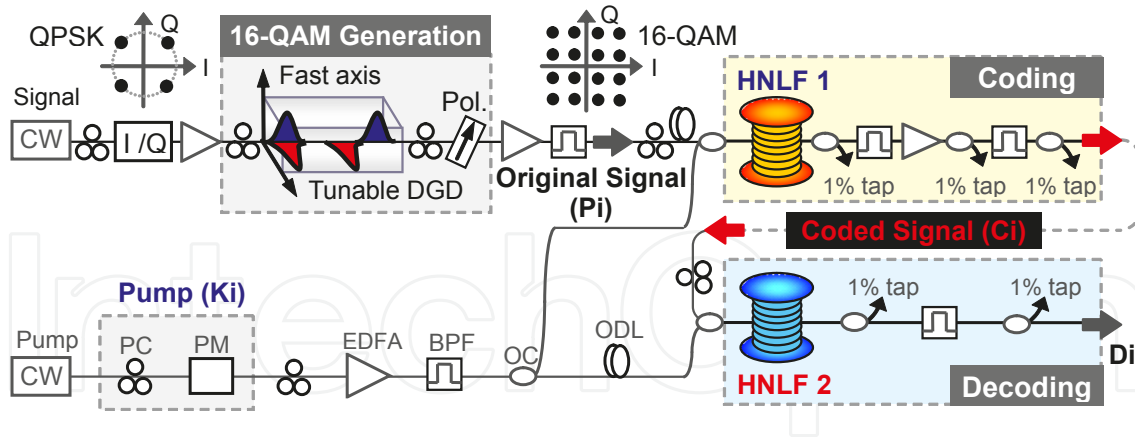 QPSK
Q
I
16-QAM Generation
Q
16-QAM
I
Signal
CW
I /Q
Fast axis
Tunable DGD
Pol.
Original Signal
(Pi)
HNLF 1
Coding
1% tap
1% tap
1% tap
Coded Signal (Ci)
Pump (Ki)
Pump
CW
PC
PM
EDFA
BPF
OC
ODL
1% tap
1% tap
Di
HNLF 2
Decoding
IntechOpen